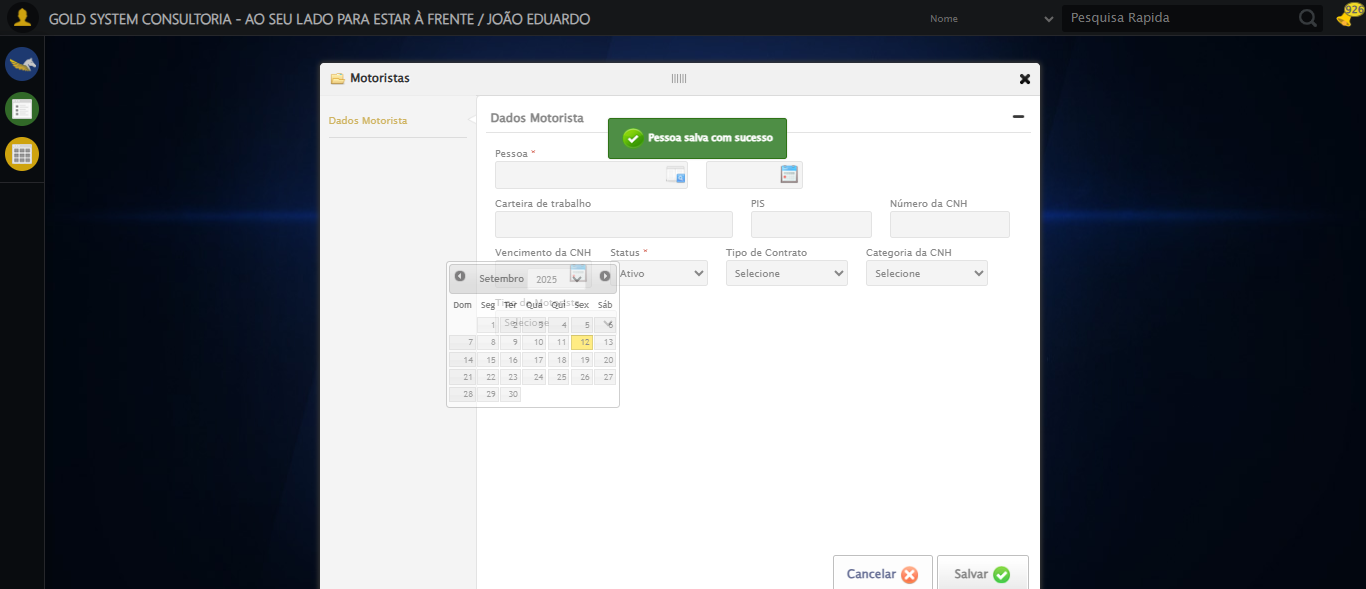 GOLD SYSTEM CONSULTORIA - AO SEU LADO PARA ESTAR À FRENTE / JOÃO EDUARDO
Nome
Pesquisa Rapida
926
Motoristas
Dados Motorista
Dados Motorista
Pessoa salva com sucesso
Pessoa *
Carteira de trabalho PIS Número da CNH
Vencimento da CNH Status * Tipo de Contrato Categoria da CNH
Ativo Selecione Selecione
Setembro 2025
Tipo de Motorista
Dom Seg Ter Qua Qui Sex Sáb
Selecione
1 2 3 4 5 6
7 8 9 10 11 12 13
14 15 16 17 18 19 20
21 22 23 24 25 26 27
28 29 30
Cancelar Salvar